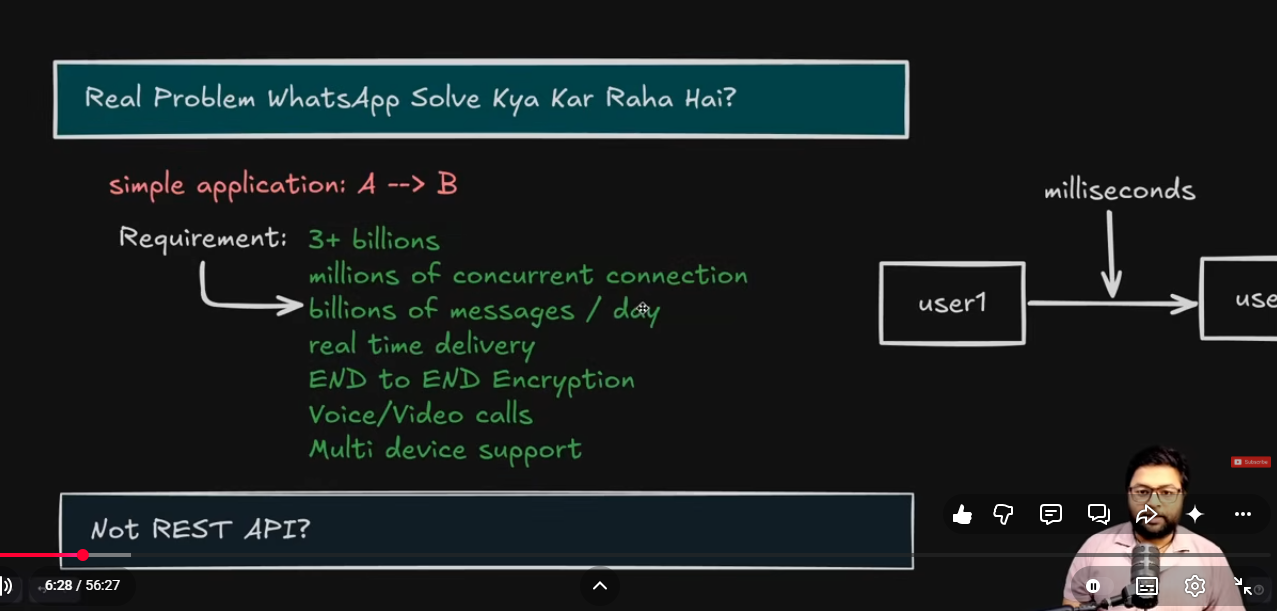 Real Problem WhatsApp Solve Kya Kar Raha Hai?
simple application: A --> B
Requirement: 3+ billions
millions of concurrent connection
billions of messages / day
real time delivery
END to END Encryption
Voice/Video calls
Multi device support
milliseconds
user1
use
Not REST API?
Subscribe
6:28 / 56:27